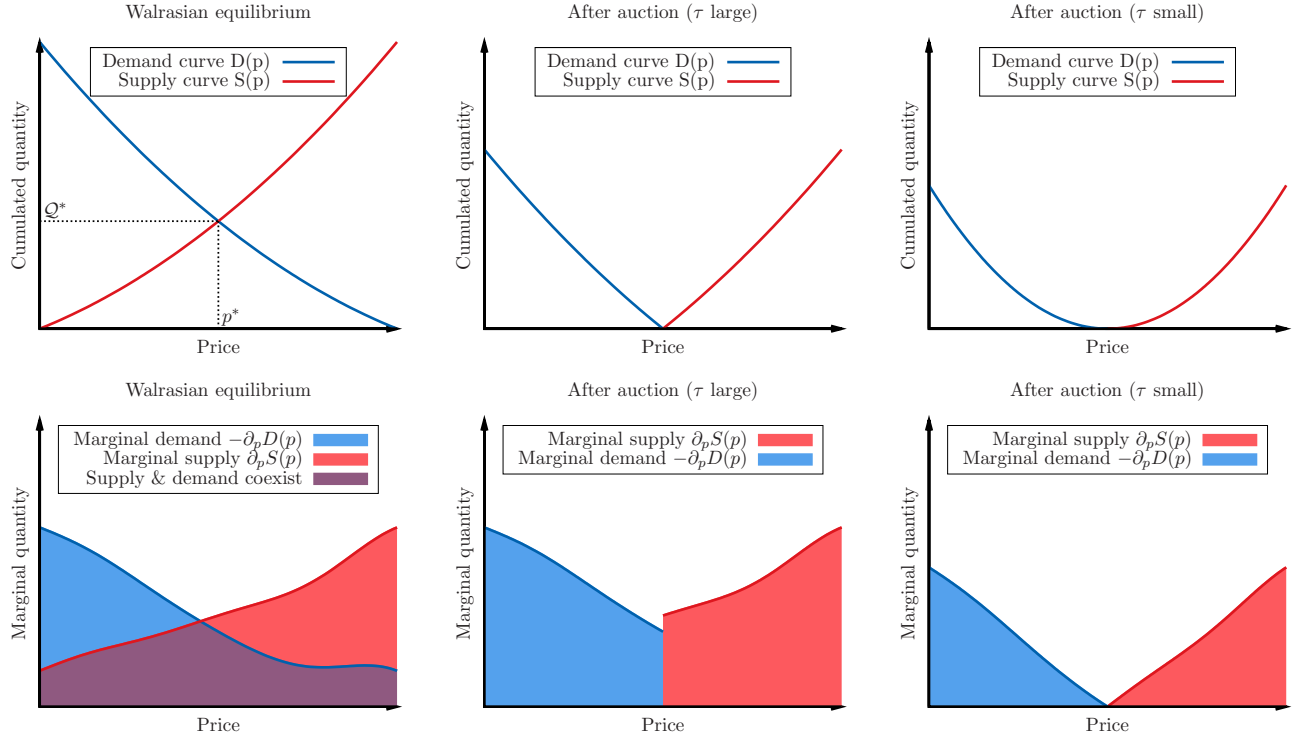 Walrasian equilibrium
Demand curve D(p)
Supply curve S(p)
Cumulated quantity
𝒬*
p*
Price
After auction (τ large)
Demand curve D(p)
Supply curve S(p)
Cumulated quantity
Price
After auction (τ small)
Demand curve D(p)
Supply curve S(p)
Cumulated quantity
Price
Walrasian equilibrium
Marginal demand −∂ₚD(p)
Marginal supply ∂ₚS(p)
Supply & demand coexist
Marginal quantity
Price
After auction (τ large)
Marginal supply ∂ₚS(p)
Marginal demand −∂ₚD(p)
Marginal quantity
Price
After auction (τ small)
Marginal supply ∂ₚS(p)
Marginal demand −∂ₚD(p)
Marginal quantity
Price